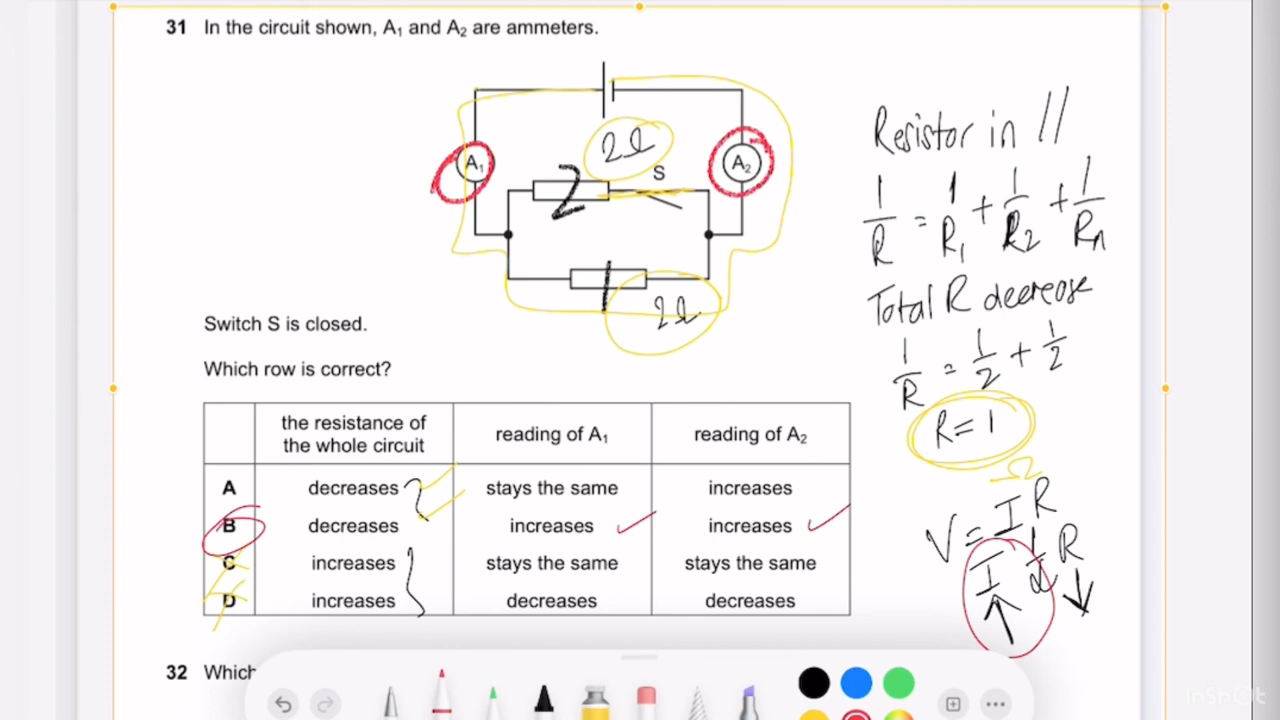 31 In the circuit shown, A₁ and A₂ are ammeters.
A₁
2Ω
S
A₂
2
1
2Ω
Switch S is closed.
Which row is correct?
the resistance of the whole circuit reading of A₁ reading of A₂
A decreases stays the same increases
B decreases increases increases
C increases stays the same stays the same
D increases decreases decreases
32 Which
Resistor in //
1/R = 1/R₁ + 1/R₂ + 1/Rn
Total R decrease
1/R = 1/2 + 1/2
R = 1
Ω
V = IR
I R
InShOt